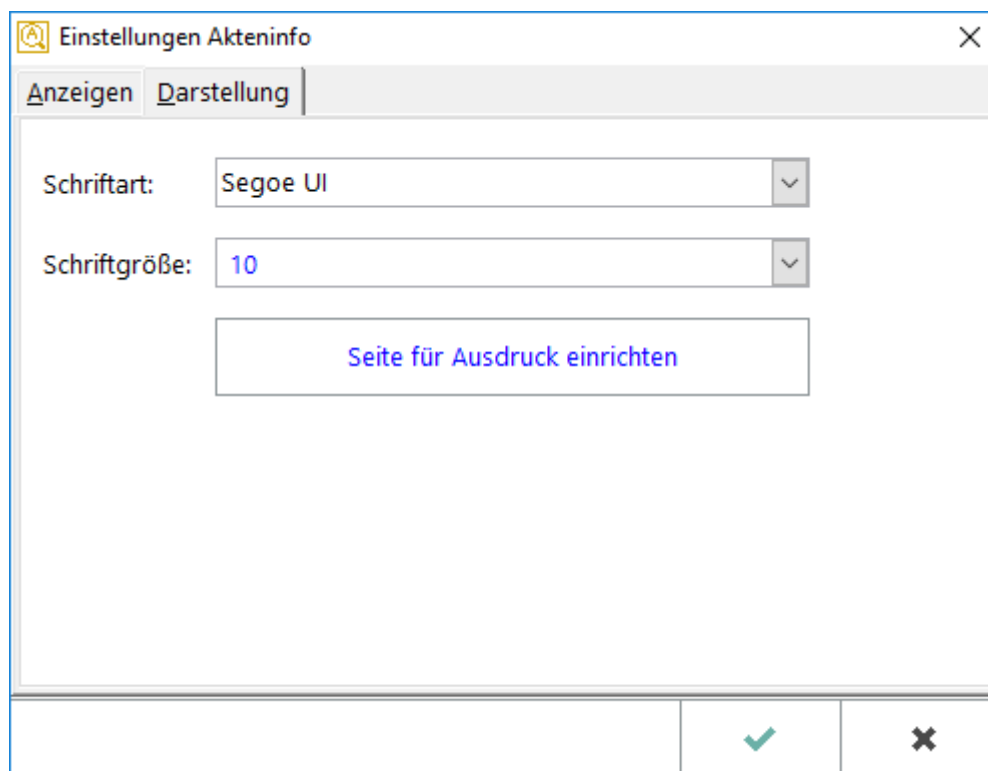 Einstellungen Akteninfo
Anzeigen Darstellung
Schriftart: Segoe UI
Schriftgröße: 10
Seite für Ausdruck einrichten